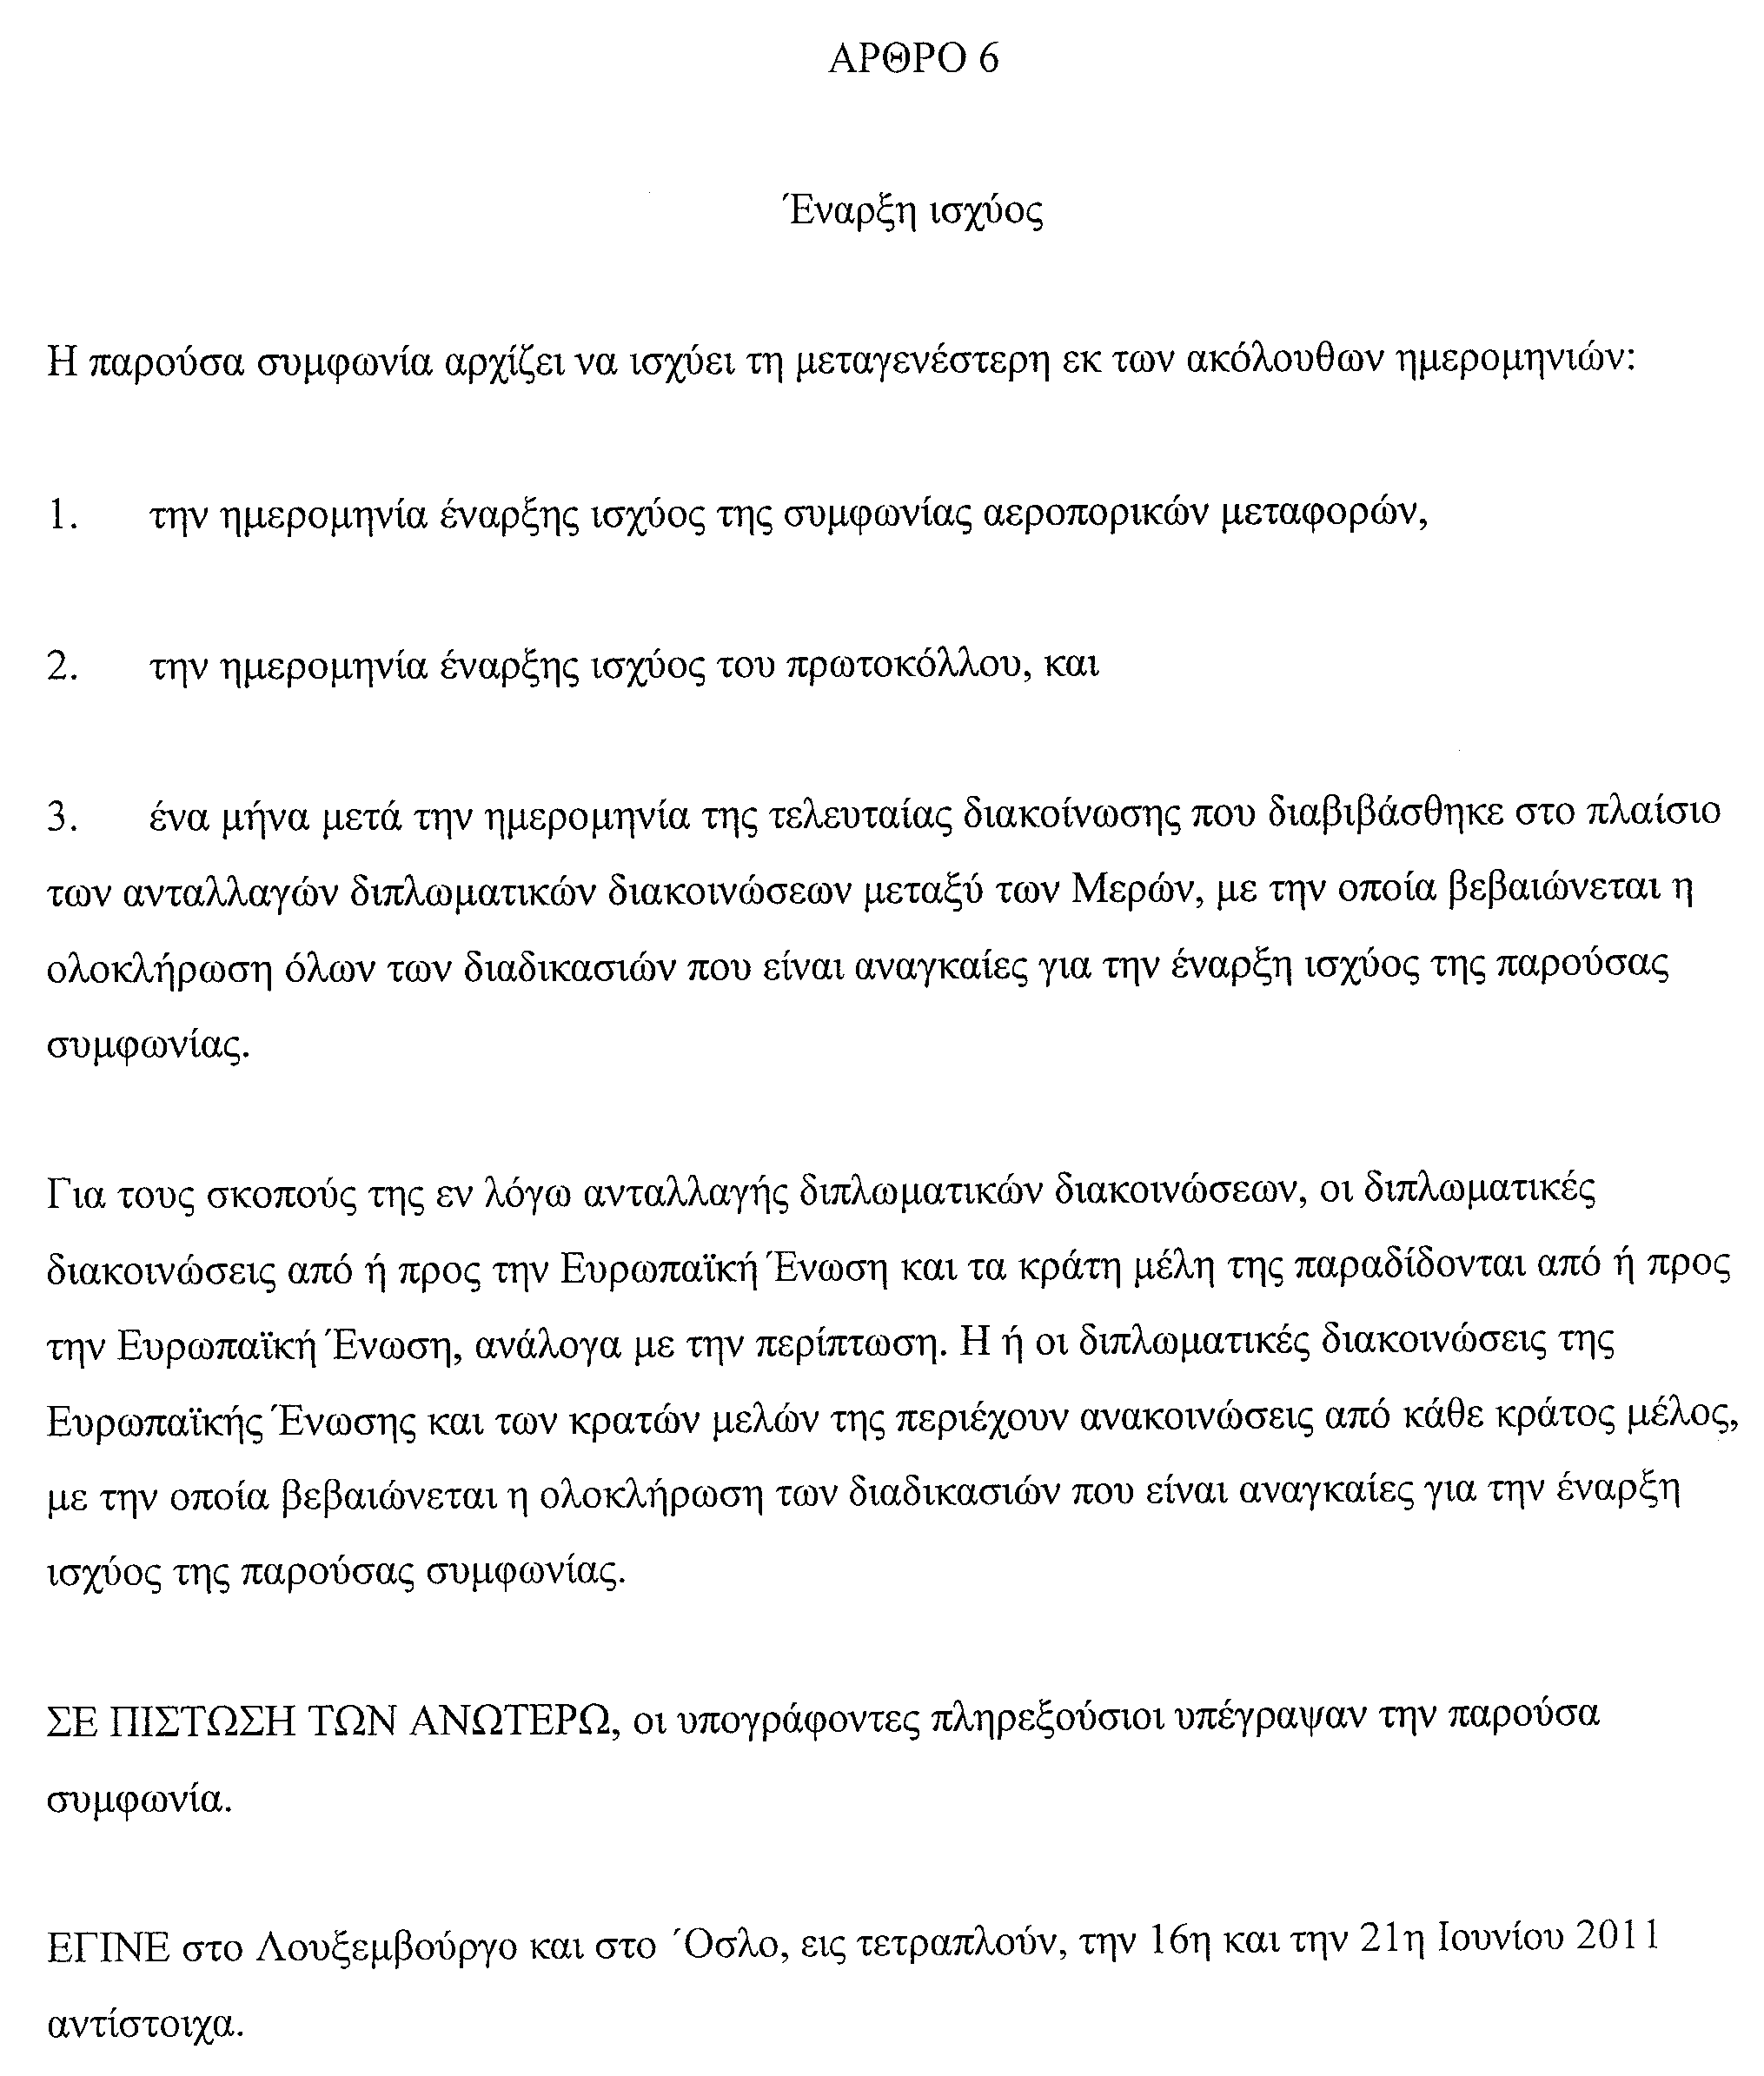 ΑΡΘΡΟ 6
Έναρξη ισχύος
Η παρούσα συμφωνία αρχίζει να ισχύει τη μεταγενέστερη εκ των ακόλουθων ημερομηνιών:
1. την ημερομηνία έναρξης ισχύος της συμφωνίας αεροπορικών μεταφορών,
2. την ημερομηνία έναρξης ισχύος του πρωτοκόλλου, και
3. ένα μήνα μετά την ημερομηνία της τελευταίας διακοίνωσης που διαβιβάσθηκε στο πλαίσιο
των ανταλλαγών διπλωματικών διακοινώσεων μεταξύ των Μερών, με την οποία βεβαιώνεται η
ολοκλήρωση όλων των διαδικασιών που είναι αναγκαίες για την έναρξη ισχύος της παρούσας
συμφωνίας.
Για τους σκοπούς της εν λόγω ανταλλαγής διπλωματικών διακοινώσεων, οι διπλωματικές
διακοινώσεις από ή προς την Ευρωπαϊκή Ένωση και τα κράτη μέλη της παραδίδονται από ή προς
την Ευρωπαϊκή Ένωση, ανάλογα με την περίπτωση. Η ή οι διπλωματικές διακοινώσεις της
Ευρωπαϊκής Ένωσης και των κρατών μελών της περιέχουν ανακοινώσεις από κάθε κράτος μέλος,
με την οποία βεβαιώνεται η ολοκλήρωση των διαδικασιών που είναι αναγκαίες για την έναρξη
ισχύος της παρούσας συμφωνίας.
ΣΕ ΠΙΣΤΩΣΗ ΤΩΝ ΑΝΩΤΕΡΩ, οι υπογράφοντες πληρεξούσιοι υπέγραψαν την παρούσα
συμφωνία.
ΕΓΙΝΕ στο Λουξεμβούργο και στο Όσλο, εις τετραπλούν, την 16η και την 21η Ιουνίου 2011
αντίστοιχα.